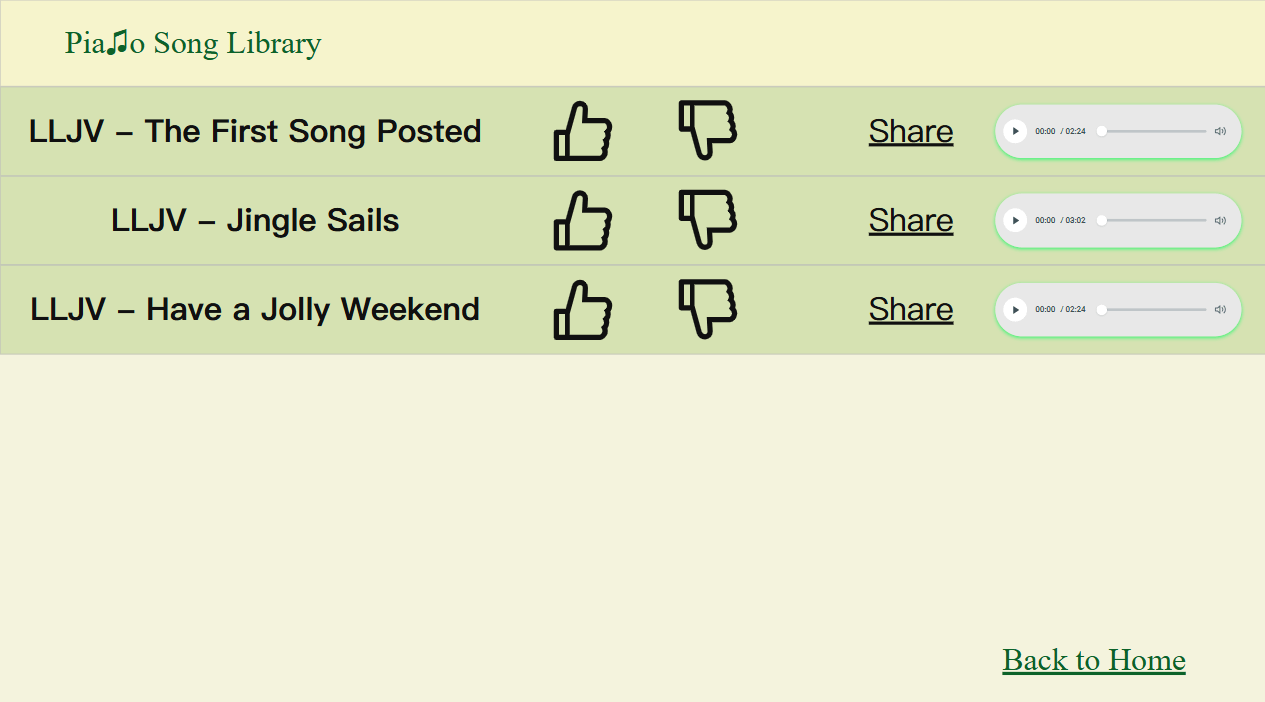 Pia♫o Song Library
LLJV – The First Song Posted Share 00:00 / 02:24
LLJV – Jingle Sails Share 00:00 / 03:02
LLJV – Have a Jolly Weekend Share 00:00 / 02:24
Back to Home